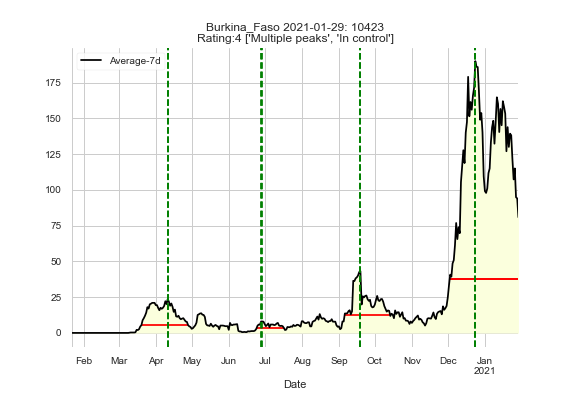 Burkina_Faso 2021-01-29: 10423
Rating:4 ['Multiple peaks', 'In control']
Average-7d
175
150
125
100
75
50
25
0
Feb Mar Apr May Jun Jul Aug Sep Oct Nov Dec Jan
2021
Date